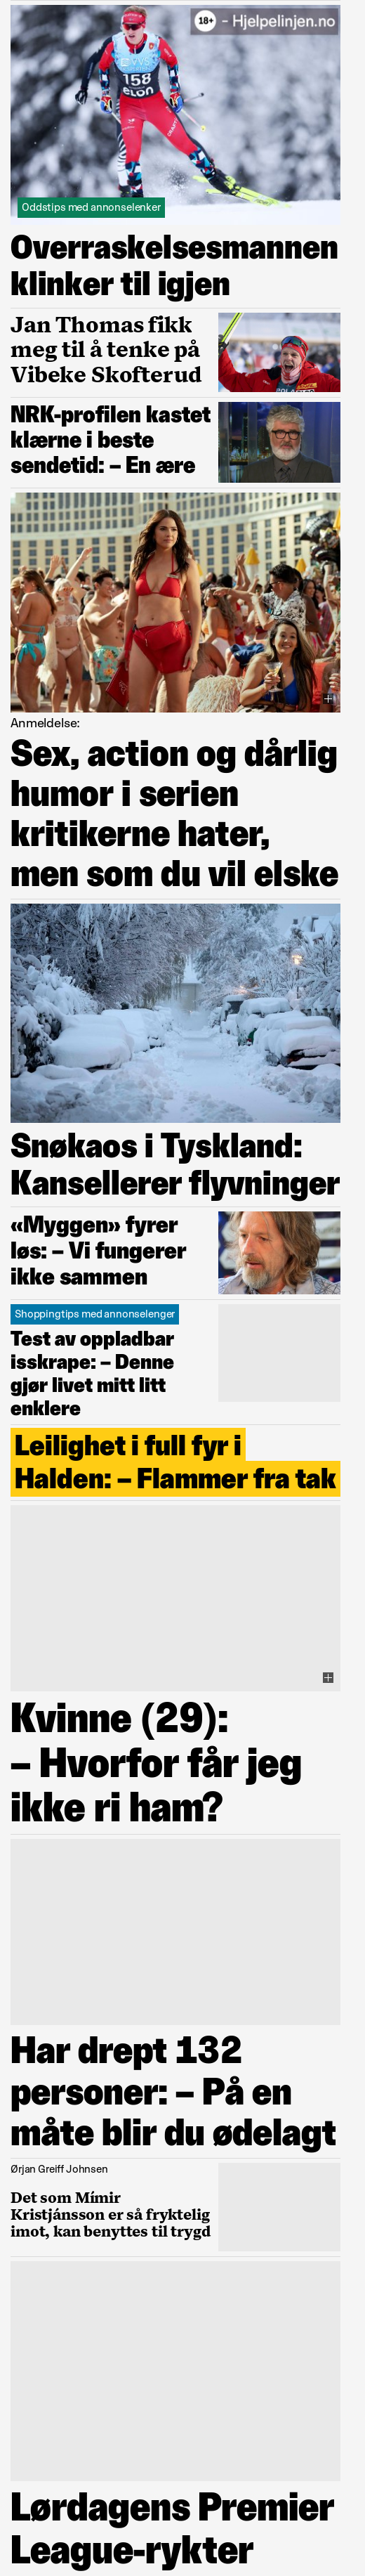 18+ - Hjelpelinjen.no
158
Oddstips med annonselenker
Overraskelsesmannen
klinker til igjen
Jan Thomas fikk
meg til å tenke på
Vibeke Skofterud
NRK-profilen kastet
klærne i beste
sendetid: – En ære
Anmeldelse:
Sex, action og dårlig
humor i serien
kritikerne hater,
men som du vil elske
Snøkaos i Tyskland:
Kansellerer flyvninger
«Myggen» fyrer
løs: – Vi fungerer
ikke sammen
Shoppingtips med annonselenger
Test av oppladbar
isskrape: – Denne
gjør livet mitt litt
enklere
Leilighet i full fyr i
Halden: – Flammer fra tak
Kvinne (29):
– Hvorfor får jeg
ikke ri ham?
Har drept 132
personer: – På en
måte blir du ødelagt
Ørjan Greiff Johnsen
Det som Mímir
Kristjánsson er så fryktelig
imot, kan benyttes til trygd
Lørdagens Premier
League-rykter